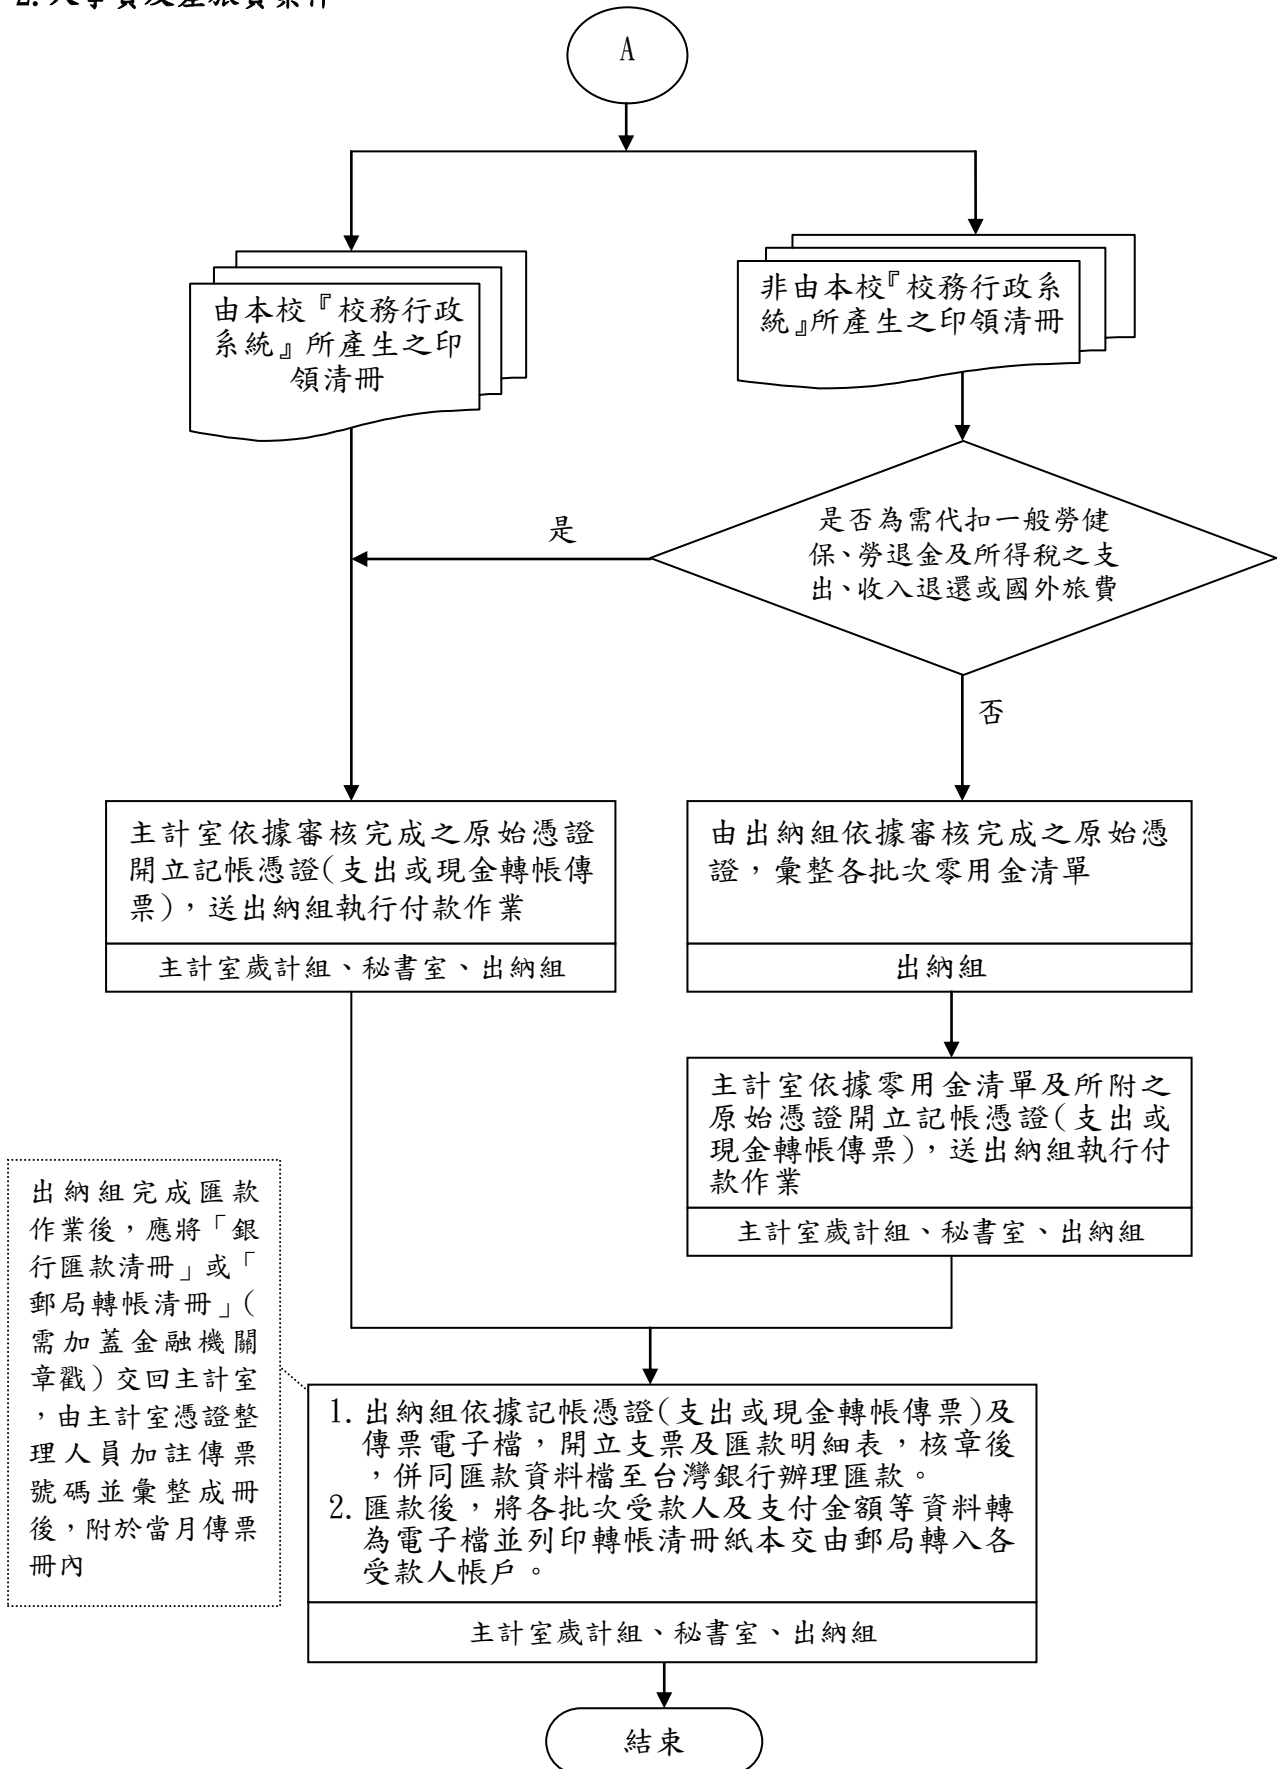 2.人事費及差旅費案件
A
由本校『校務行政
系統』所產生之印
領清冊
非由本校『校務行政系
統』所產生之印領清冊
是否為需代扣一般勞健
保、勞退金及所得稅之支
出、收入退還或國外旅費
是
否
主計室依據審核完成之原始憑證
開立記帳憑證(支出或現金轉帳傳
票)，送出納組執行付款作業
主計室歲計組、秘書室、出納組
由出納組依據審核完成之原始憑
證，彙整各批次零用金清單
出納組
主計室依據零用金清單及所附之
原始憑證開立記帳憑證(支出或
現金轉帳傳票)，送出納組執行付
款作業
主計室歲計組、秘書室、出納組
出納組完成匯款
作業後，應將「銀
行匯款清冊」或「
郵局轉帳清冊」(
需加蓋金融機關
章戳)交回主計室
，由主計室憑證整
理人員加註傳票
號碼並彙整成冊
後，附於當月傳票
冊內
1.出納組依據記帳憑證(支出或現金轉帳傳票)及
傳票電子檔，開立支票及匯款明細表，核章後
，併同匯款資料檔至台灣銀行辦理匯款。
2.匯款後，將各批次受款人及支付金額等資料轉
為電子檔並列印轉帳清冊紙本交由郵局轉入各
受款人帳戶。
主計室歲計組、秘書室、出納組
結束